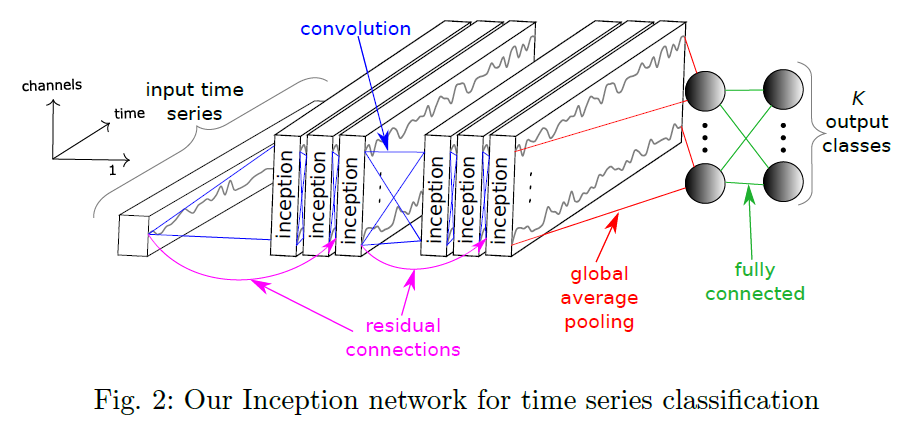 convolution
channels
time
1
input time
series
inception
inception
inception
inception
inception
inception
K
output
classes
residual
connections
global
average
pooling
fully
connected
Fig. 2: Our Inception network for time series classification